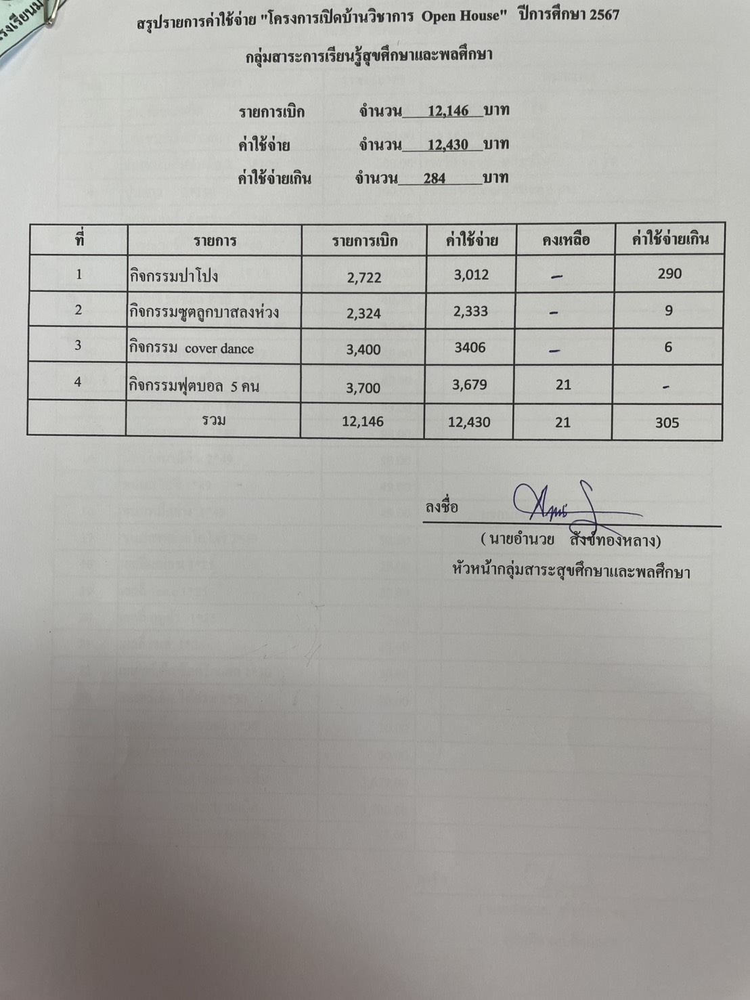 สรุปรายการค่าใช้จ่าย "โครงการเปิดบ้านวิชาการ Open House" ปีการศึกษา 2567
กลุ่มสาระการเรียนรู้สุขศึกษาและพลศึกษา
รายการเบิก จำนวน 12,146 บาท
ค่าใช้จ่าย จำนวน 12,430 บาท
ค่าใช้จ่ายเกิน จำนวน 284 บาท
ที่ รายการ รายการเบิก ค่าใช้จ่าย คงเหลือ ค่าใช้จ่ายเกิน
1 กิจกรรมปาโปง 2,722 3,012 – 290
2 กิจกรรมชูตลูกบาสลงห่วง 2,324 2,333 – 9
3 กิจกรรม cover dance 3,400 3406 – 6
4 กิจกรรมฟุตบอล 5 คน 3,700 3,679 21 -
รวม 12,146 12,430 21 305
ลงชื่อ
( นายอำนวย สังข์ทองหลาง)
หัวหน้ากลุ่มสาระสุขศึกษาและพลศึกษา